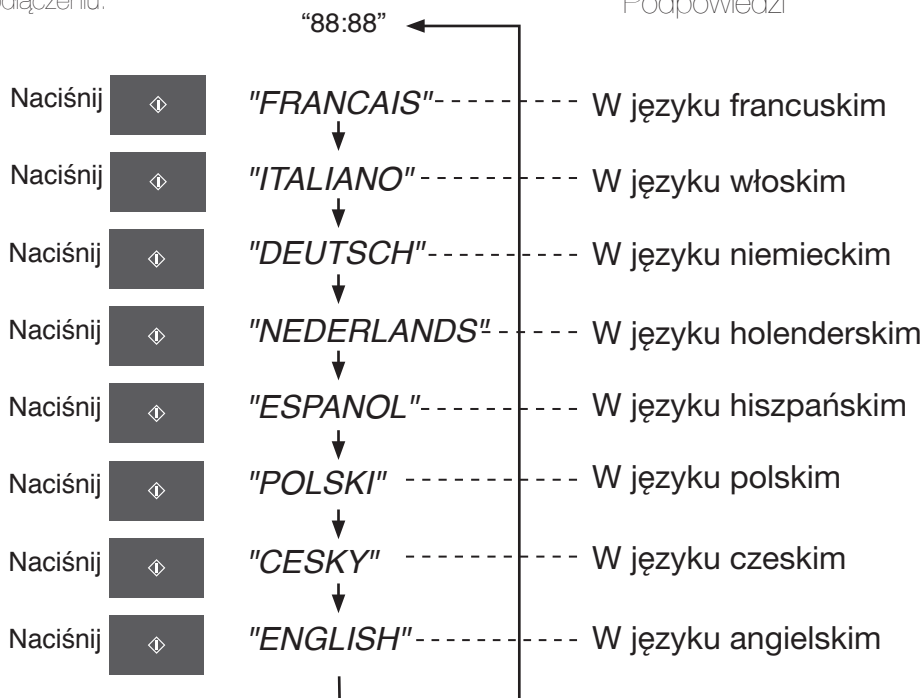 “88:88”
Podpowiedzi
Naciśnij "FRANCAIS" W języku francuskim
Naciśnij "ITALIANO" W języku włoskim
Naciśnij "DEUTSCH" W języku niemieckim
Naciśnij "NEDERLANDS" W języku holenderskim
Naciśnij "ESPANOL" W języku hiszpańskim
Naciśnij "POLSKI" W języku polskim
Naciśnij "CESKY" W języku czeskim
Naciśnij "ENGLISH" W języku angielskim